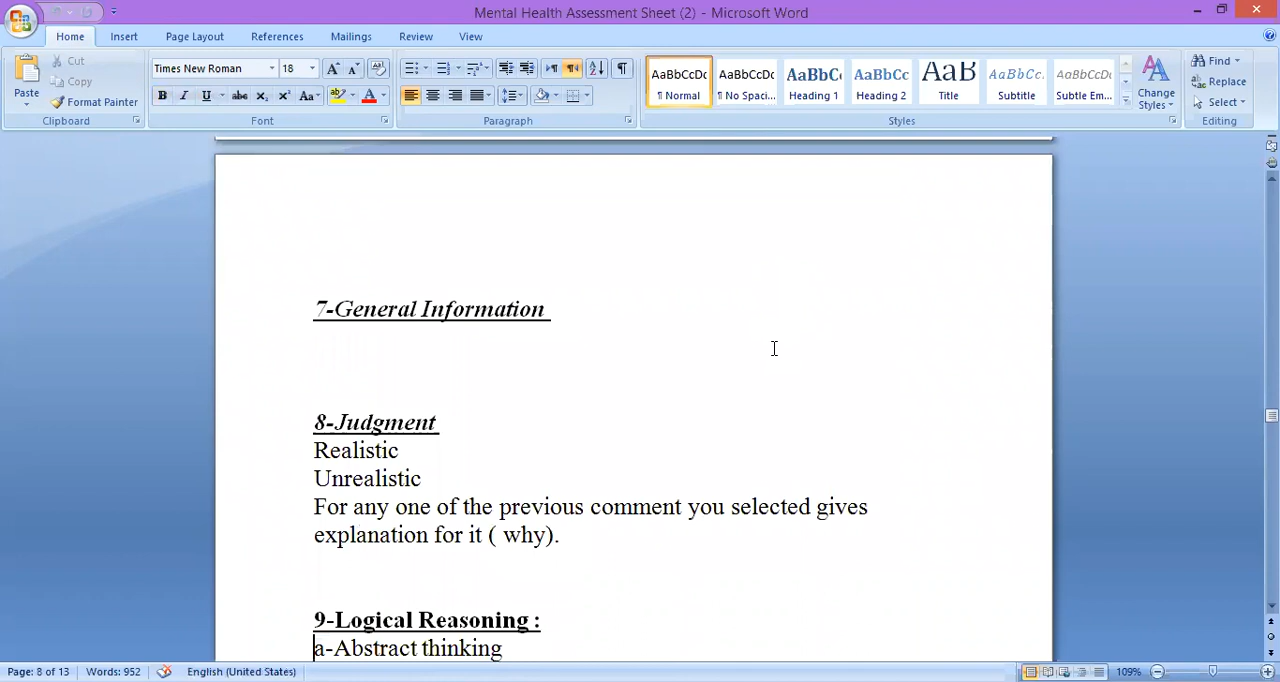 Mental Health Assessment Sheet (2) - Microsoft Word
Home Insert Page Layout References Mailings Review View
Paste
Cut
Copy
Format Painter
Clipboard
Times New Roman 18
Font
Paragraph
AaBbCcDc AaBbCcDc AaBbC AaBbCc AaB AaBbCc. AaBbCcDc
¶ Normal ¶ No Spaci... Heading 1 Heading 2 Title Subtitle Subtle Em...
Change
Styles
Styles
Find
Replace
Select
Editing
7-General Information
8-Judgment
Realistic
Unrealistic
For any one of the previous comment you selected gives
explanation for it ( why).
9-Logical Reasoning :
a-Abstract thinking
Page: 8 of 13 Words: 952 English (United States) 109%